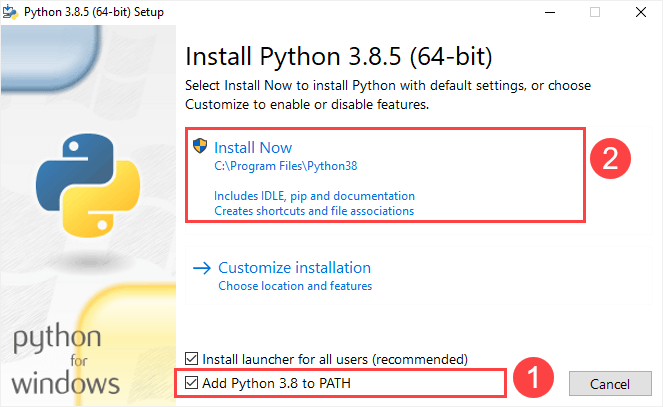 Python 3.8.5 (64-bit) Setup
Install Python 3.8.5 (64-bit)
Select Install Now to install Python with default settings, or choose
Customize to enable or disable features.
Install Now
C:\Program Files\Python38
Includes IDLE, pip and documentation
Creates shortcuts and file associations
2
Customize installation
Choose location and features
python
for
windows
Install launcher for all users (recommended)
Add Python 3.8 to PATH
1
Cancel